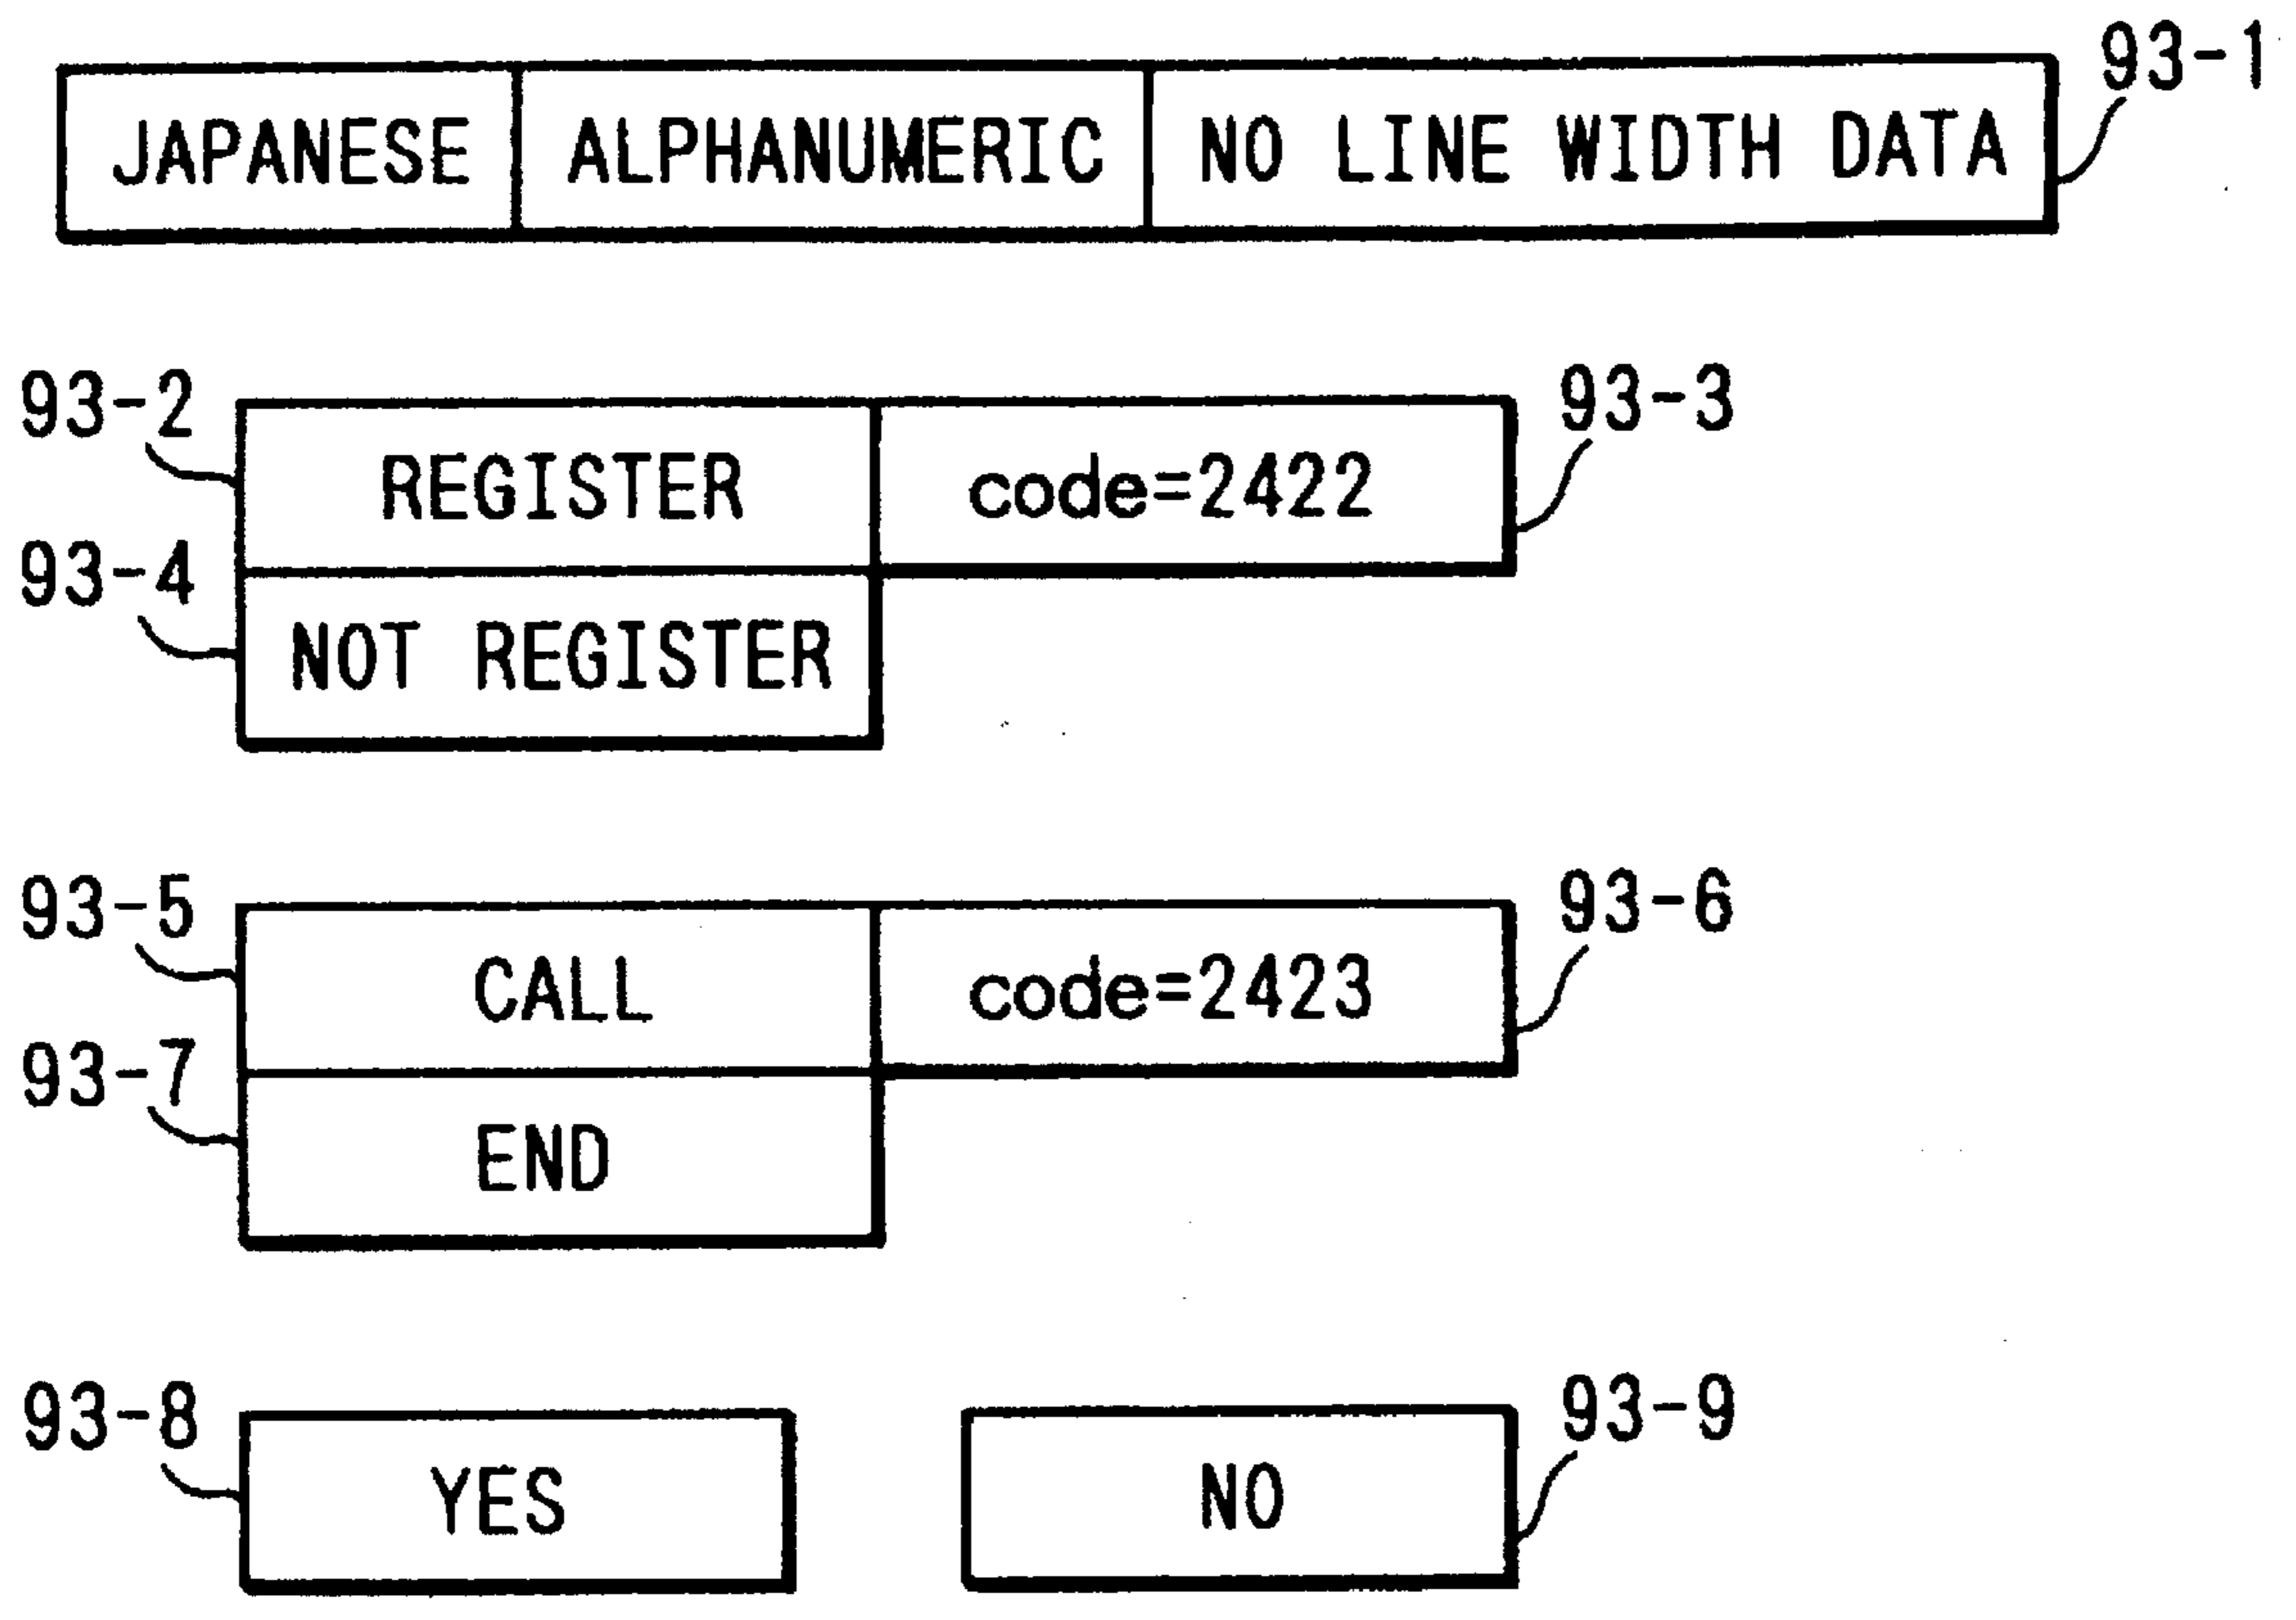 93-1
JAPANESE ALPHANUMERIC NO LINE WIDTH DATA
93-2 REGISTER code=2422 93-3
93-4 NOT REGISTER
93-5 CALL code=2423 93-6
93-7 END
93-8 YES NO 93-9